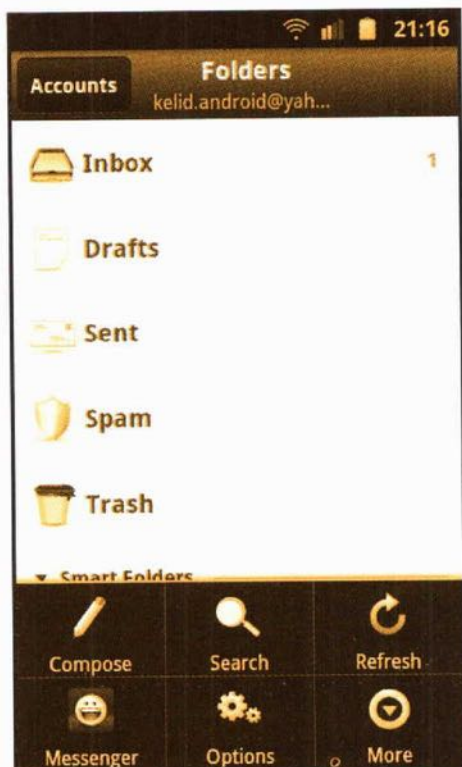 21:16
Accounts
Folders
kelid.android@yah...
Inbox 1
Drafts
Sent
Spam
Trash
Smart Folders
Compose Search Refresh
Messenger Options More